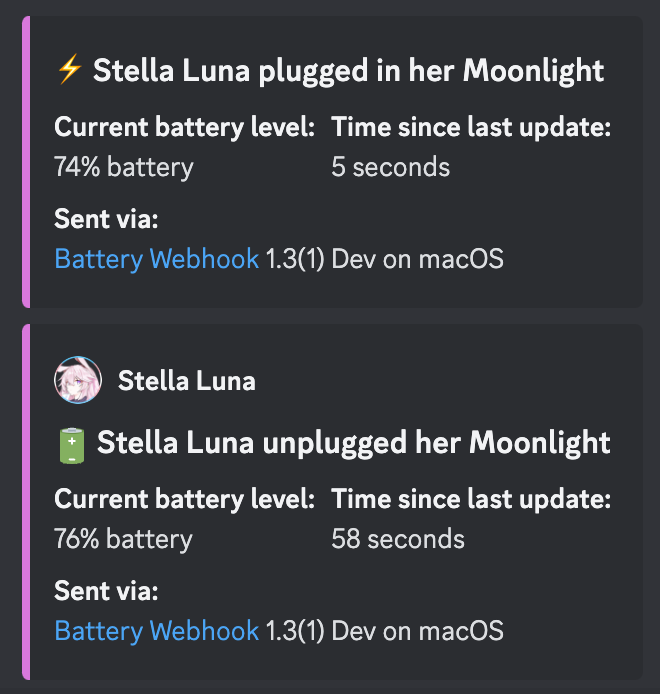 ⚡ Stella Luna plugged in her Moonlight
Current battery level: Time since last update:
74% battery 5 seconds
Sent via:
Battery Webhook 1.3(1) Dev on macOS
Stella Luna
🔋 Stella Luna unplugged her Moonlight
Current battery level: Time since last update:
76% battery 58 seconds
Sent via:
Battery Webhook 1.3(1) Dev on macOS